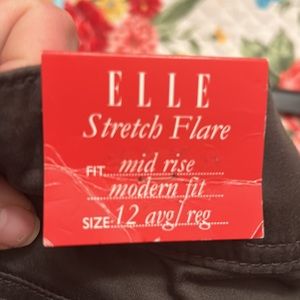 ELLE
Stretch Flare
FIT mid rise
modern fit
SIZE 12 avg/reg